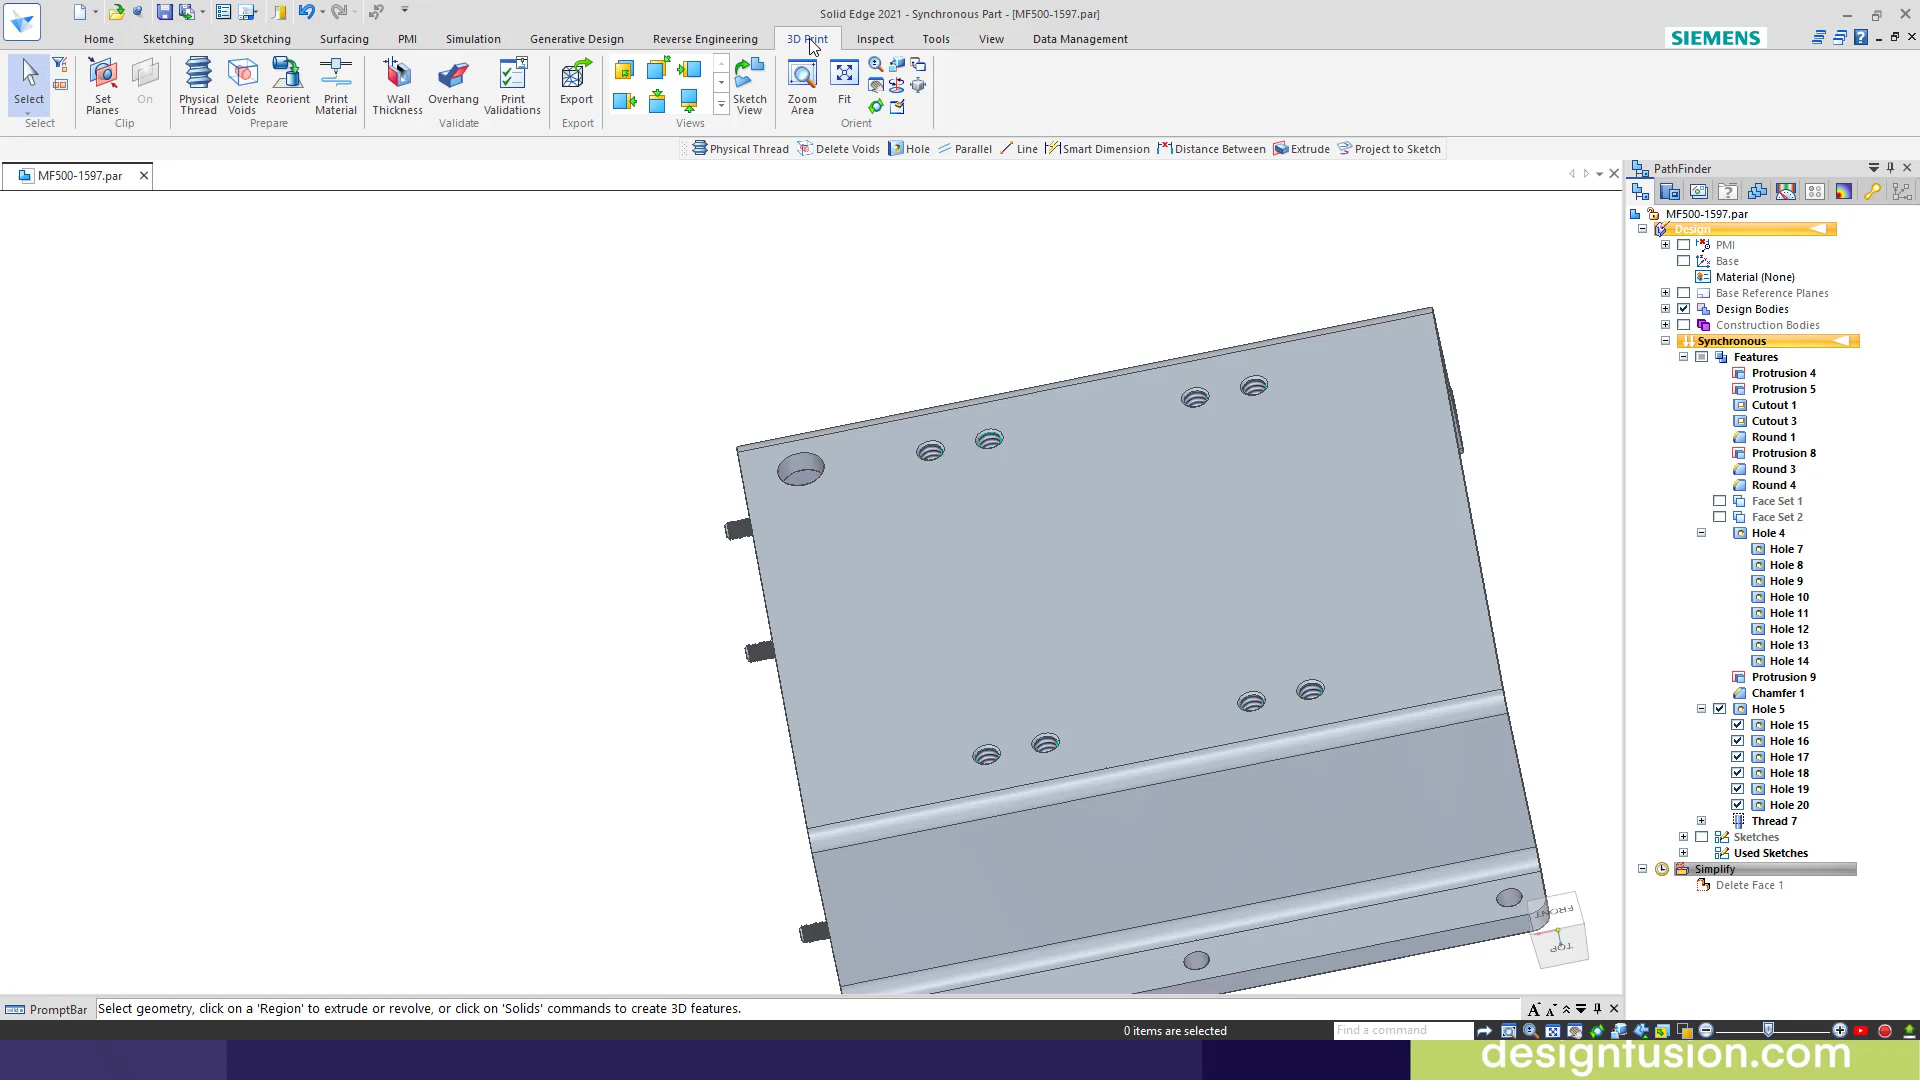 Solid Edge 2021 - Synchronous Part - [MF500-1597.par]
Home Sketching 3D Sketching Surfacing PMI Simulation Generative Design Reverse Engineering 3D Print Inspect Tools View Data Management
SIEMENS
Select
Set Planes
On
Physical Thread
Delete Voids
Reorient
Print Material
Wall Thickness
Overhang
Print Validations
Export
Sketch View
Zoom Area
Fit
Select Clip Prepare Validate Export Views Orient
Physical Thread Delete Voids Hole Parallel Line Smart Dimension Distance Between Extrude Project to Sketch
MF500-1597.par
PathFinder
MF500-1597.par
Design
PMI
Base
Material (None)
Base Reference Planes
Design Bodies
Construction Bodies
Synchronous
Features
Protrusion 4
Protrusion 5
Cutout 1
Cutout 3
Round 1
Protrusion 8
Round 3
Round 4
Face Set 1
Face Set 2
Hole 4
Hole 7
Hole 8
Hole 9
Hole 10
Hole 11
Hole 12
Hole 13
Hole 14
Protrusion 9
Chamfer 1
Hole 5
Hole 15
Hole 16
Hole 17
Hole 18
Hole 19
Hole 20
Thread 7
Sketches
Used Sketches
Simplify
Delete Face 1
FRONT
TOP
PromptBar Select geometry, click on a 'Region' to extrude or revolve, or click on 'Solids' commands to create 3D features.
0 items are selected
Find a command
designfusion.com